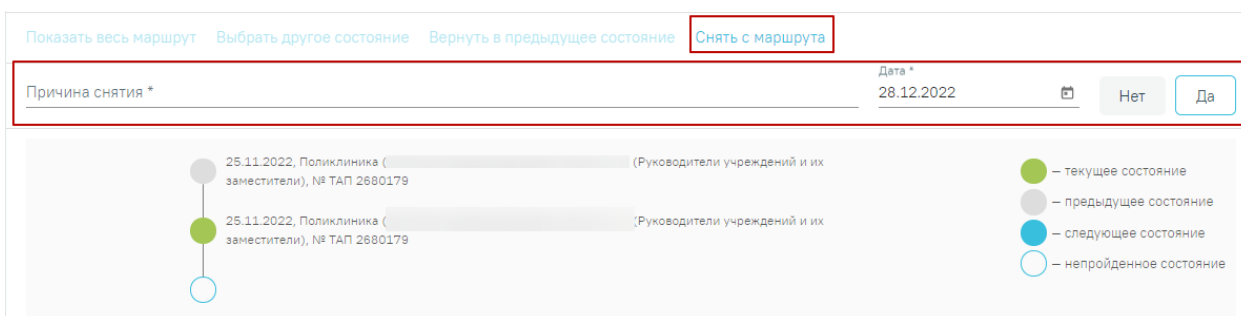 Показать весь маршрут Выбрать другое состояние Вернуть в предыдущее состояние Снять с маршрута
Дата *
Причина снятия * 28.12.2022 Нет Да
25.11.2022, Поликлиника ( (Руководители учреждений и их
заместители), № ТАП 2680179
25.11.2022, Поликлиника ( (Руководители учреждений и их
заместители), № ТАП 2680179
– текущее состояние
– предыдущее состояние
– следующее состояние
– непройденное состояние